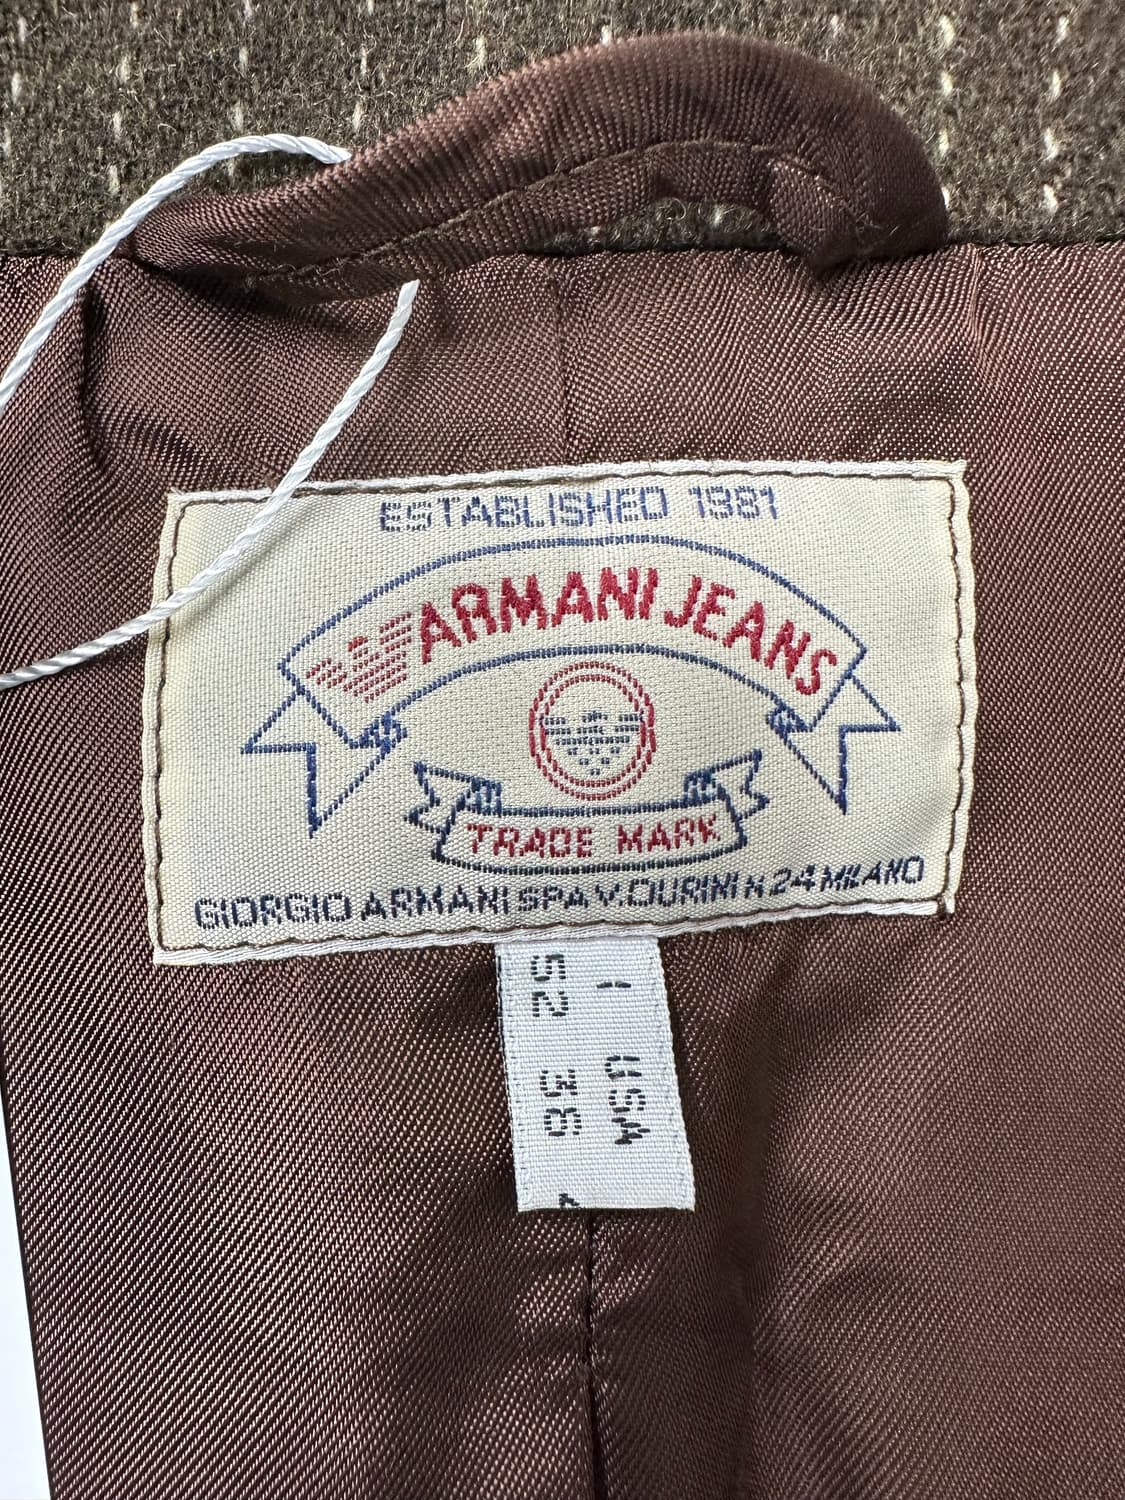 ESTABLISHED 1981
ARMANI JEANS
TRADE MARK
GIORGIO ARMANI SPA V.DURINI N 24 MILANO
I USA
52 38